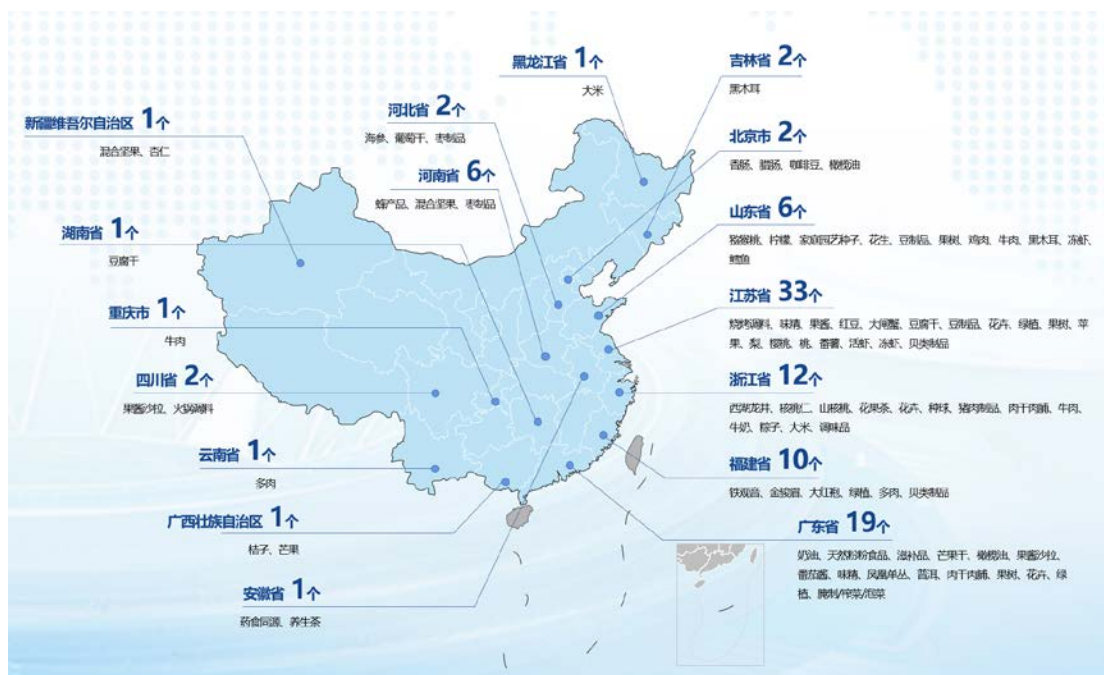 黑龙江省 1个
大米
吉林省 2个
黑木耳
新疆维吾尔自治区 1个
混合坚果、杏仁
河北省 2个
海参、葡萄干、枣制品
北京市 2个
香肠、腊肠、咖啡豆、橄榄油
河南省 6个
蜂产品、混合坚果、枣制品
山东省 6个
猕猴桃、柠檬、家庭园艺种子、花生、豆制品、果树、鸡肉、牛肉、黑木耳、冻虾、
鳕鱼
湖南省 1个
豆腐干
江苏省 33个
烧烤调料、味精、果酱、红豆、大闸蟹、豆腐干、豆制品、花卉、绿植、果树、苹
果、梨、樱桃、桃、番薯、活虾、冻虾、贝类制品
重庆市 1个
牛肉
四川省 2个
果酱沙拉、火锅调料
浙江省 12个
西湖龙井、核桃仁、山核桃、花果茶、花卉、种球、猪肉制品、肉干肉脯、牛肉、
牛奶、粽子、大米、调味品
云南省 1个
多肉
福建省 10个
铁观音、金骏眉、大红袍、绿植、多肉、贝类制品
广西壮族自治区 1个
桔子、芒果
广东省 19个
奶油、天然粉粉食品、滋补品、芒果干、橄榄油、果酱沙拉、
番茄酱、味精、凤凰单丛、苔耳、肉干肉脯、果树、花卉、绿
植、腌制/榨菜/泡菜
安徽省 1个
药食同源、养生茶